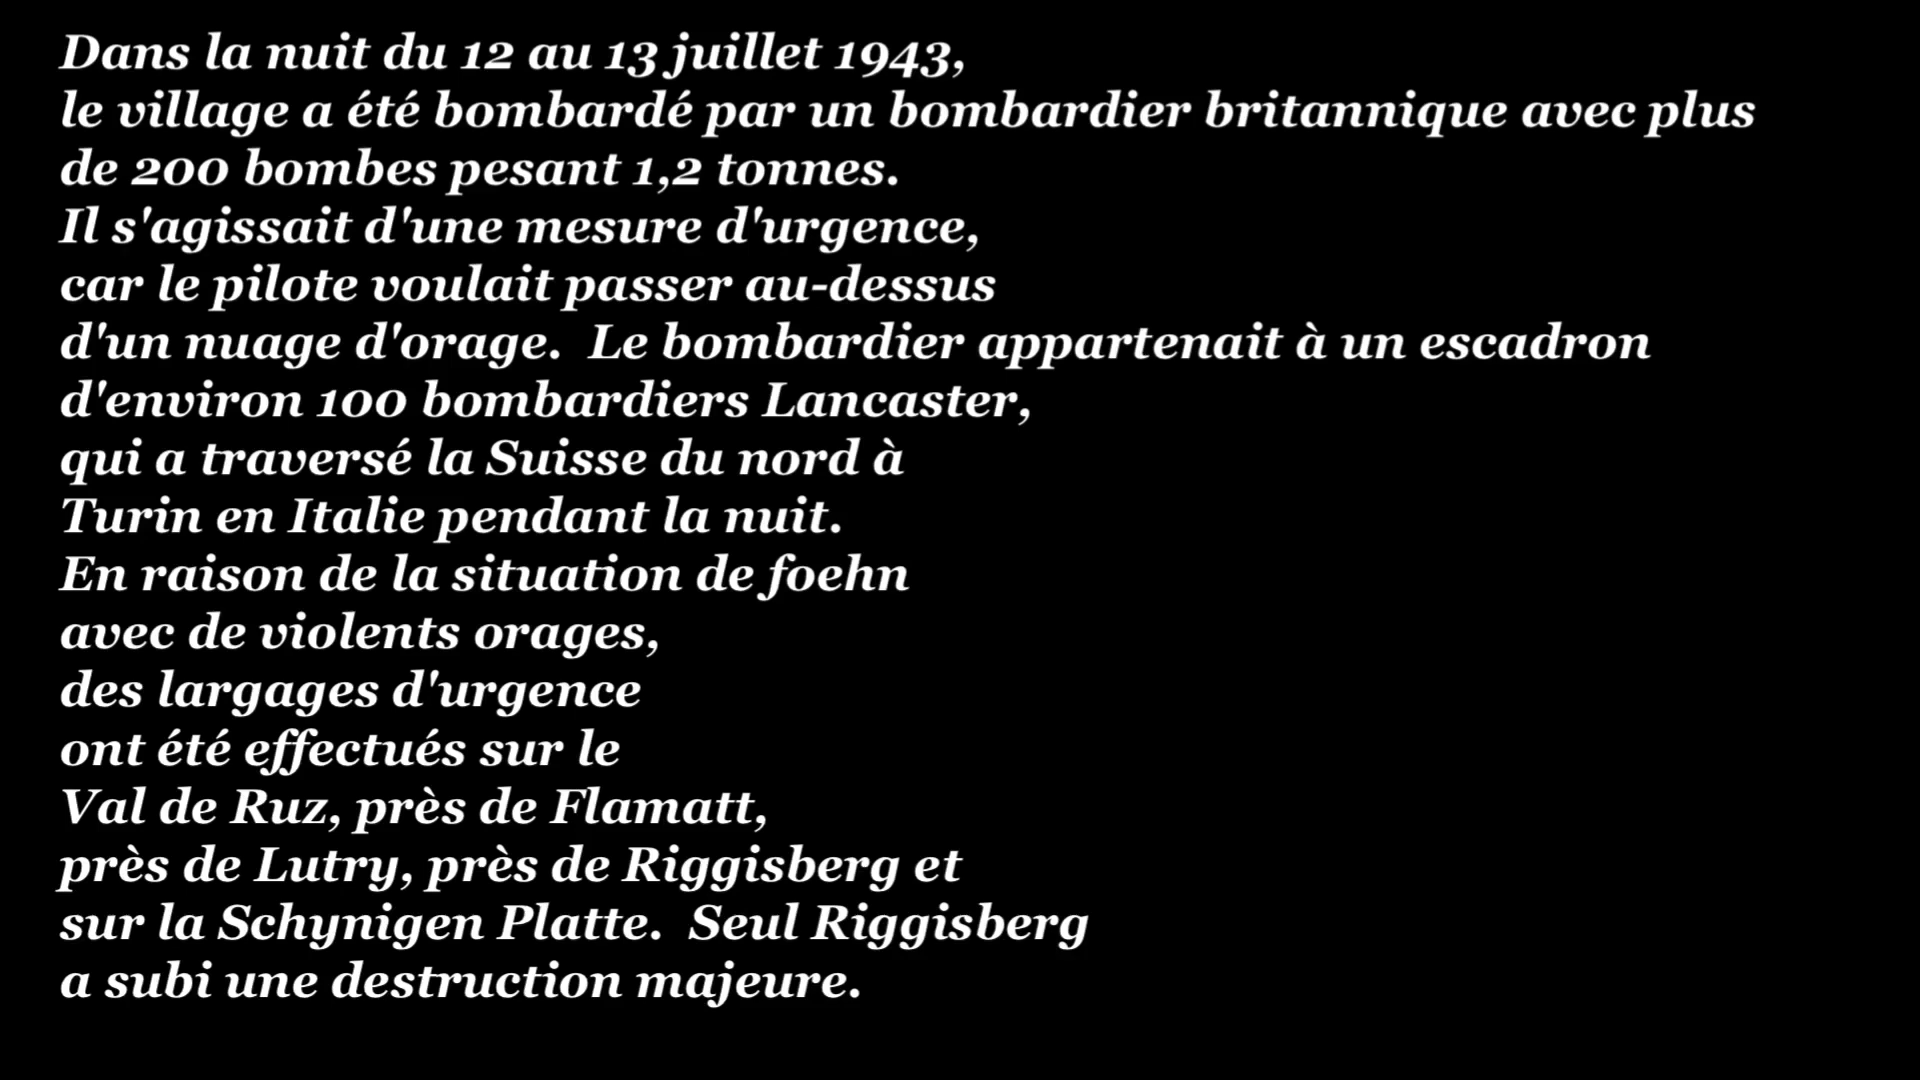 Dans la nuit du 12 au 13 juillet 1943,
le village a été bombardé par un bombardier britannique avec plus
de 200 bombes pesant 1,2 tonnes.
Il s'agissait d'une mesure d'urgence,
car le pilote voulait passer au-dessus
d'un nuage d'orage.  Le bombardier appartenait à un escadron
d'environ 100 bombardiers Lancaster,
qui a traversé la Suisse du nord à
Turin en Italie pendant la nuit.
En raison de la situation de foehn
avec de violents orages,
des largages d'urgence
ont été effectués sur le
Val de Ruz, près de Flamatt,
près de Lutry, près de Riggisberg et
sur la Schynigen Platte.  Seul Riggisberg
a subi une destruction majeure.